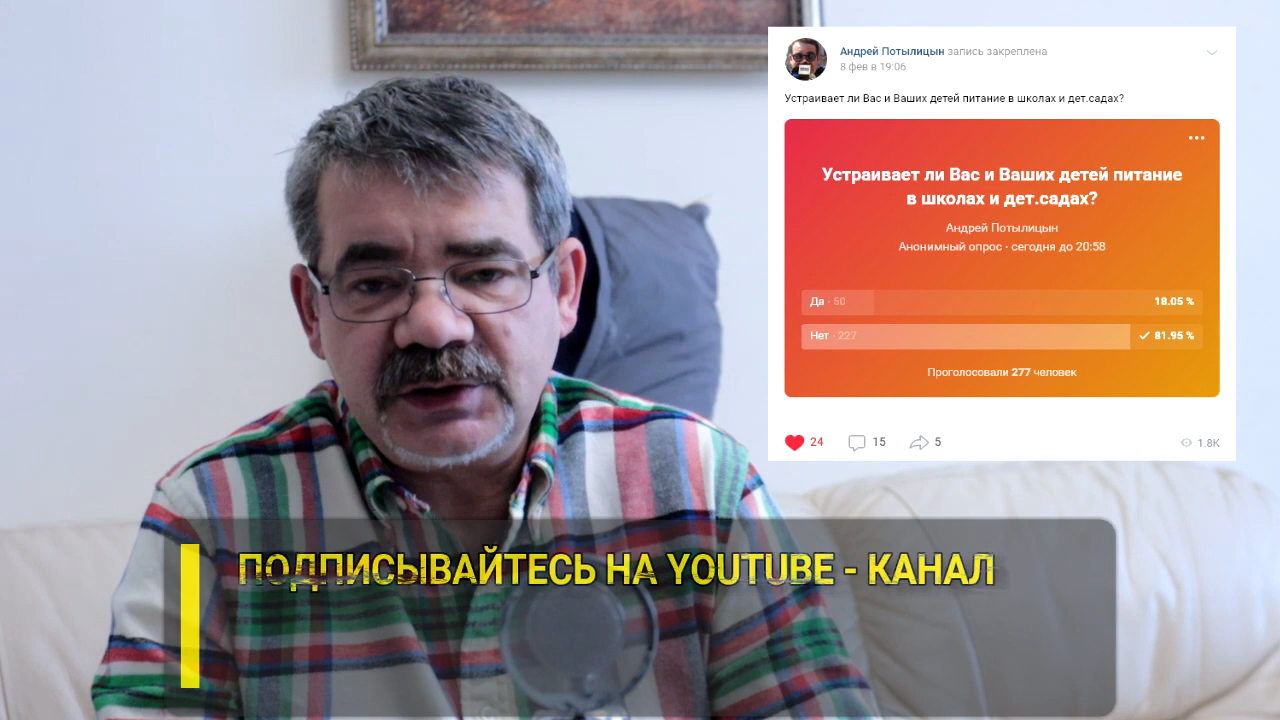 Андрей Потылицын запись закреплена
8 фев в 19:06
Устраивает ли Вас и Ваших детей питание в школах и дет.садах?
Устраивает ли Вас и Ваших детей питание
в школах и дет.садах?
Андрей Потылицын
Анонимный опрос · сегодня до 20:58
Да · 50 18.05 %
Нет · 227 81.95 %
Проголосовали 277 человек
24 15 5 1.8K
ПОДПИСЫВАЙТЕСЬ НА YOUTUBE - КАНАЛ